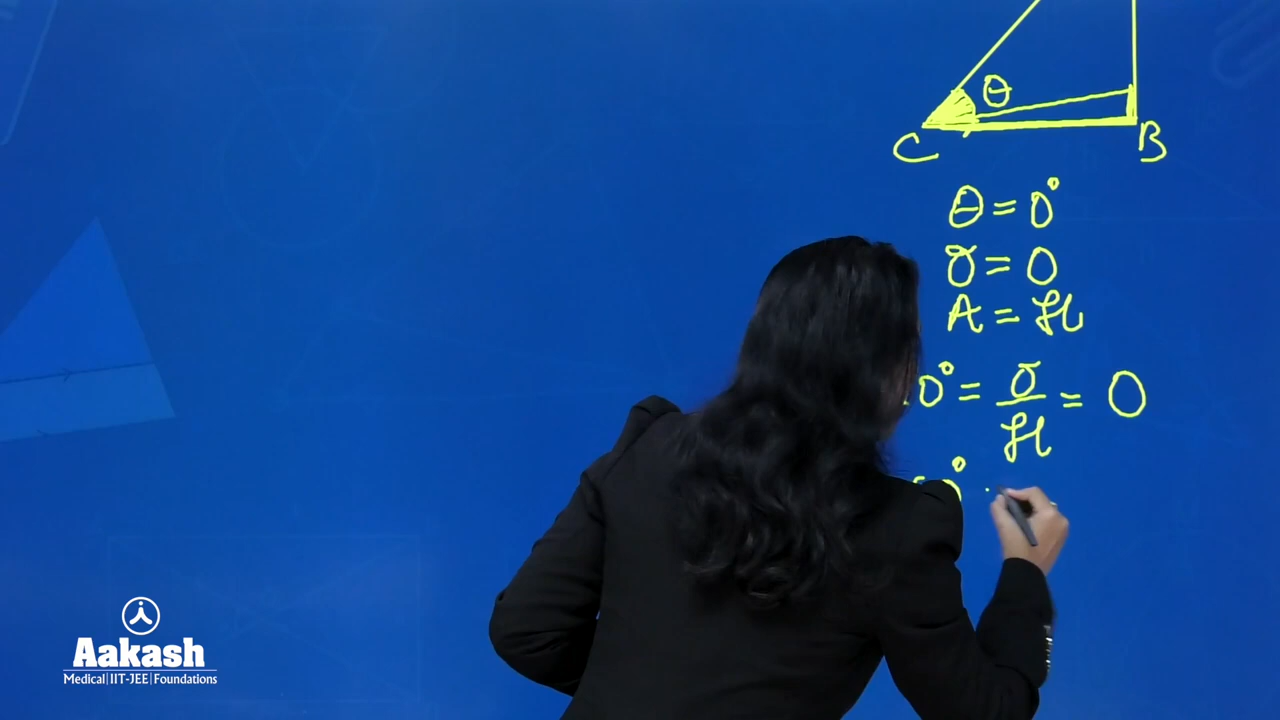 θ
C B
θ = 0°
O = 0
A = H
0° = O/H = 0
Aakash
Medical|IIT-JEE|Foundations